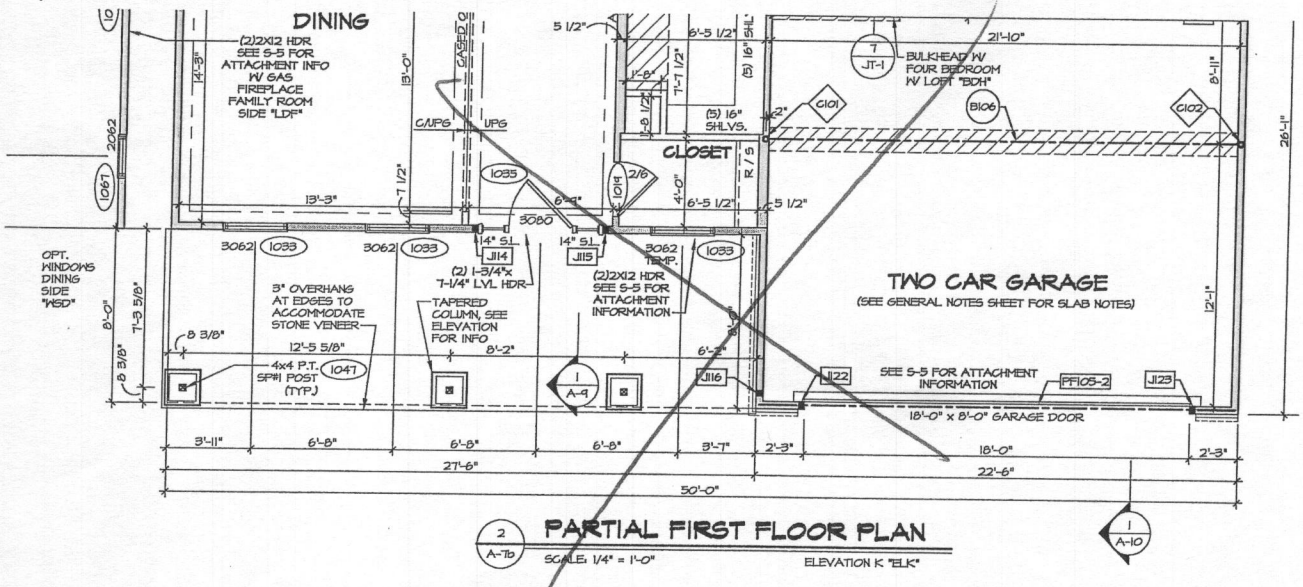 DINING
(2)2X12 HDR
SEE S-5 FOR
ATTACHMENT INFO
W/ GAS
FIREPLACE
FAMILY ROOM
SIDE "LDF"
14'-3"
13'-0"
CASED O
C/UPG
UPG
5 1/2"
6'-5 1/2"
(5) 16" SHLV
1'-8"
7'-7 1/2"
1'-8 1/2"
(5) 16"
SHLVS.
CLOSET
R/S
2"
21'-10"
7
JT-1
BULKHEAD W/
FOUR BEDROOM
W/ LOFT "BDH"
C101
B106
C102
8'-11"
26'-1"
2062
1067
13'-3"
7 1/2"
1035
1019
2/6
4'-0"
6'-5 1/2"
5 1/2"
3080
3062
1033
3062
1033
14" S.L.
J114
14" S.L.
J115
3062
TEMP.
1033
OPT.
WINDOWS
DINING
SIDE
"WSD"
8'-0"
7'-3 5/8"
8 3/8"
3" OVERHANG
AT EDGES TO
ACCOMMODATE
STONE VENEER
(2) 1-3/4"x
7-1/4" LVL HDR
TAPERED
COLUMN, SEE
ELEVATION
FOR INFO
(2)2X12 HDR
SEE S-5 FOR
ATTACHMENT
INFORMATION
TWO CAR GARAGE
(SEE GENERAL NOTES SHEET FOR SLAB NOTES)
12'-1"
8 3/8"
12'-5 5/8"
8'-2"
6'-2"
4x4 P.T.
SP#1 POST
(TYP.)
1047
1
A-9
J116
J122
SEE S-5 FOR ATTACHMENT
INFORMATION
PF105-2
J123
18'-0" x 8'-0" GARAGE DOOR
3'-11"
6'-8"
6'-8"
6'-8"
3'-7"
2'-3"
18'-0"
2'-3"
27'-6"
22'-6"
50'-0"
2
A-7b
PARTIAL FIRST FLOOR PLAN
SCALE: 1/4" = 1'-0"
ELEVATION K "ELK"
1
A-10